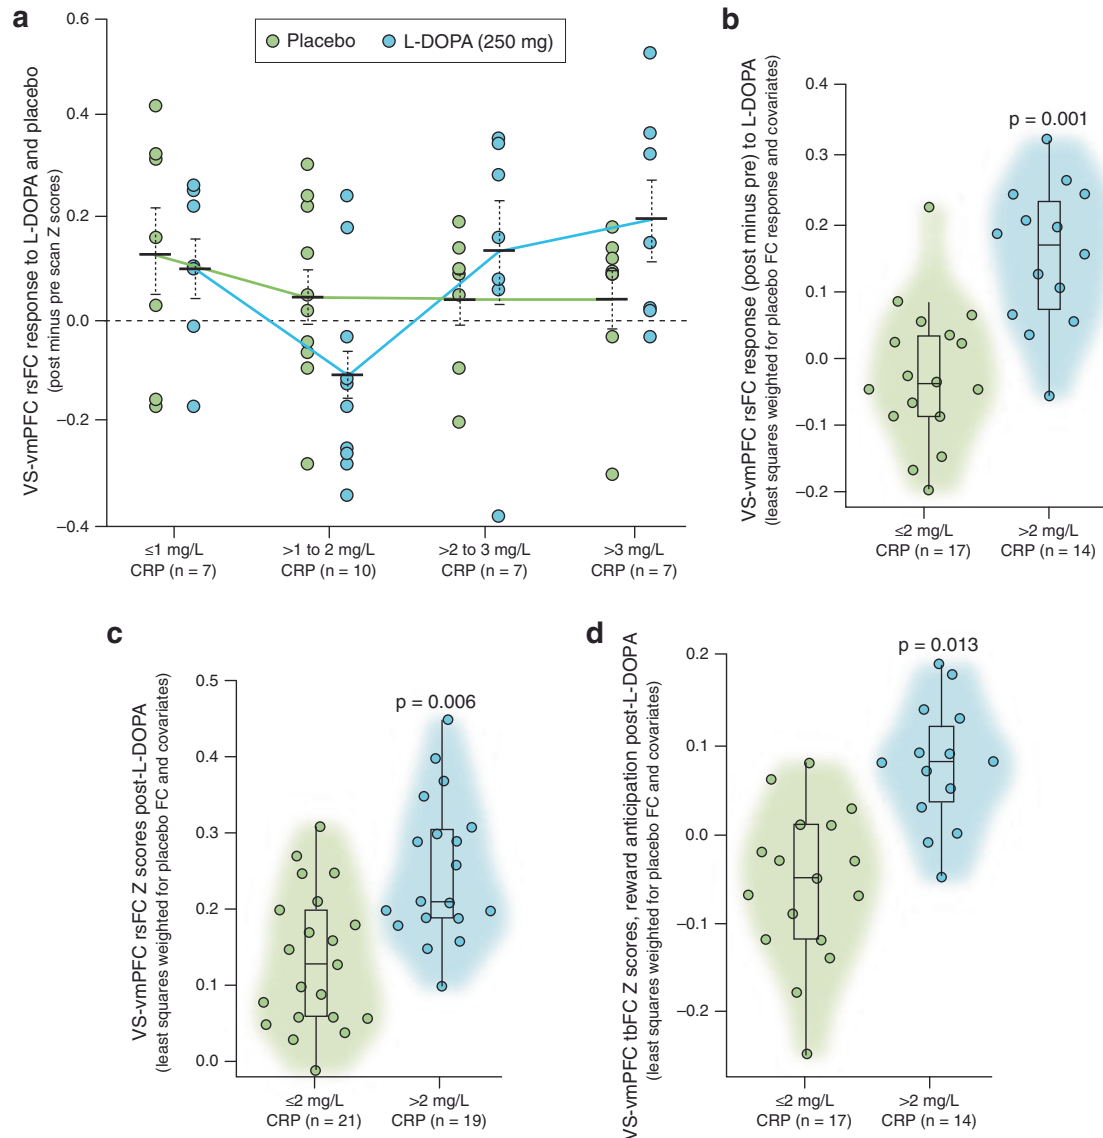 a
VS-vmPFC rsFC response to L-DOPA and placebo
(post minus pre scan Z scores)
0.6
0.4
0.2
0.0
–0.2
–0.4
Placebo
L-DOPA (250 mg)
≤1 mg/L
CRP (n = 7)
>1 to 2 mg/L
CRP (n = 10)
>2 to 3 mg/L
CRP (n = 7)
>3 mg/L
CRP (n = 7)
b
VS-vmPFC rsFC response (post minus pre) to L-DOPA
(least squares weighted for placebo FC response and covariates)
0.4
0.3
0.2
0.1
0.0
–0.1
–0.2
p = 0.001
≤2 mg/L
CRP (n = 17)
>2 mg/L
CRP (n = 14)
c
VS-vmPFC rsFC Z scores post-L-DOPA
(least squares weighted for placebo FC and covariates)
0.5
0.4
0.3
0.2
0.1
0.0
p = 0.006
≤2 mg/L
CRP (n = 21)
>2 mg/L
CRP (n = 19)
d
VS-vmPFC tbFC Z scores, reward anticipation post-L-DOPA
(least squares weighted for placebo FC and covariates)
0.2
0.1
0.0
–0.1
–0.2
p = 0.013
≤2 mg/L
CRP (n = 17)
>2 mg/L
CRP (n = 14)